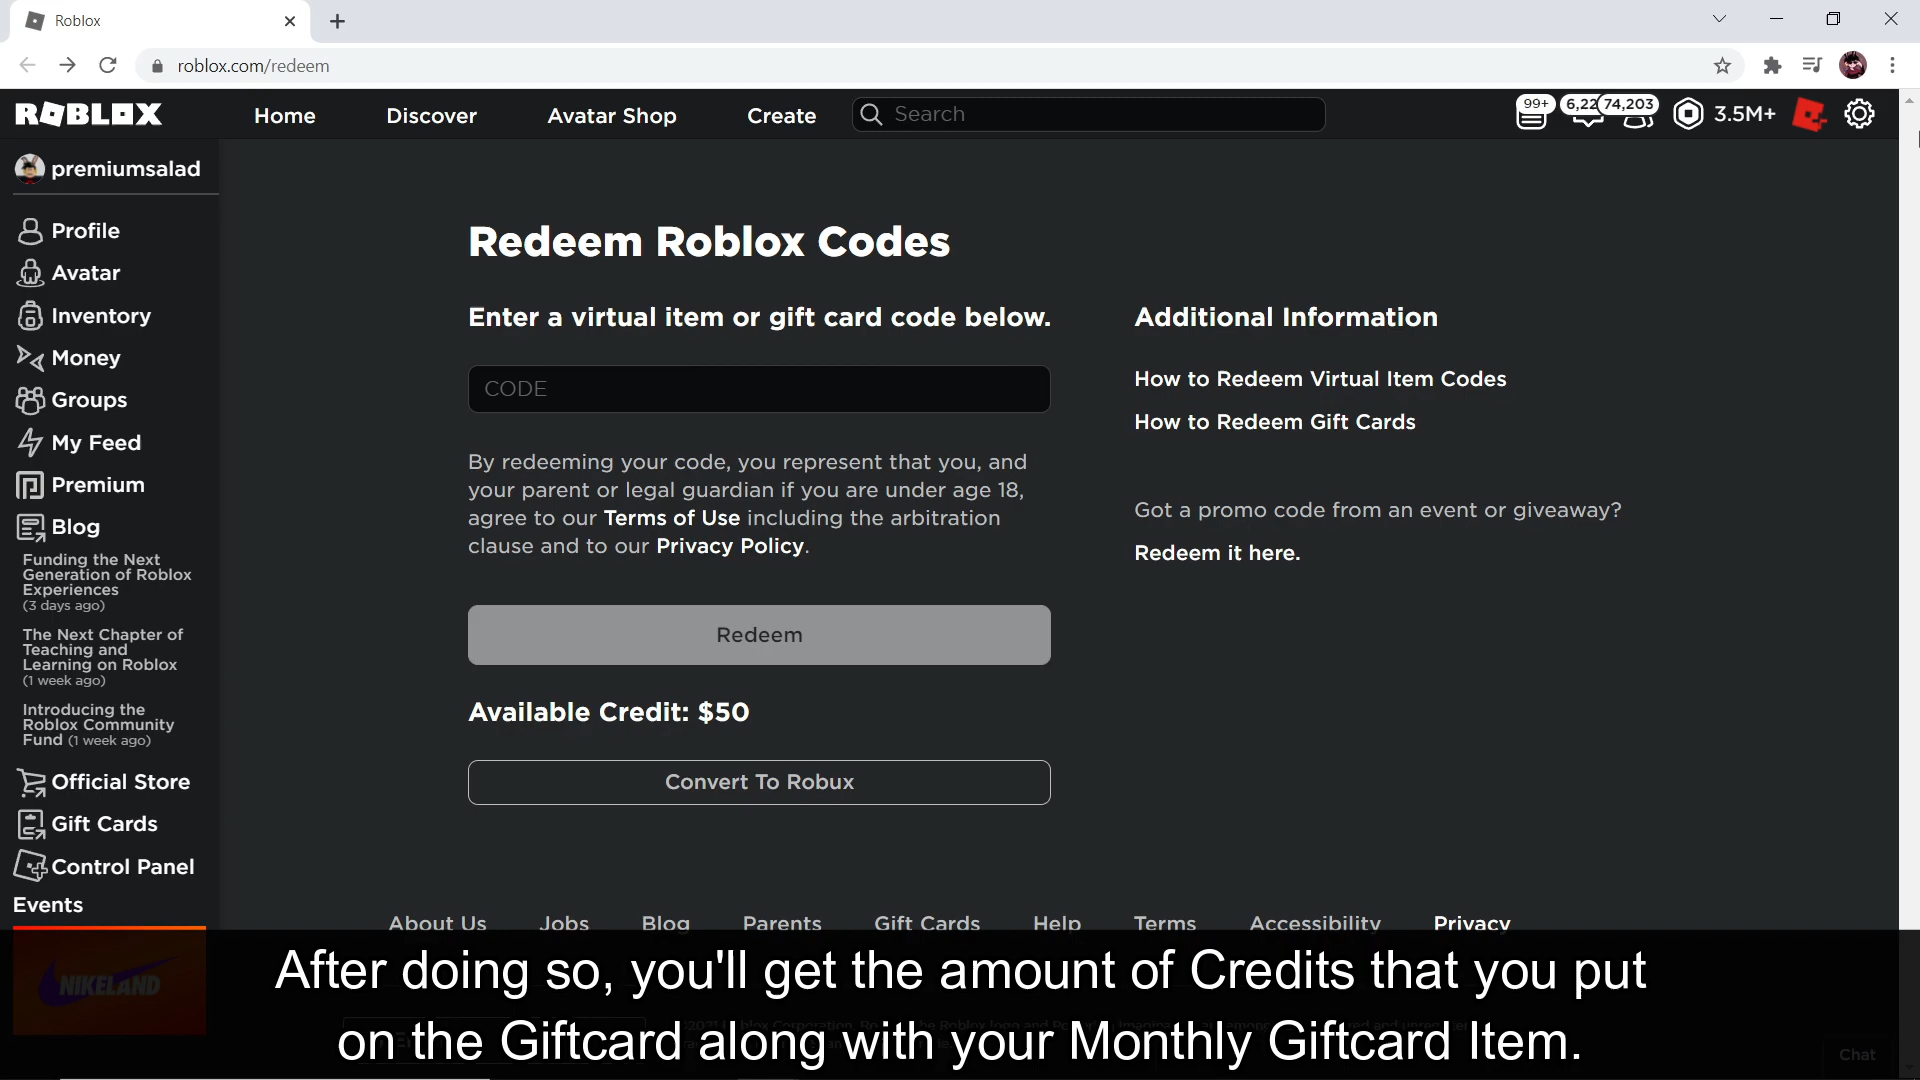 Roblox
roblox.com/redeem
ROBLOX
Home
Discover
Avatar Shop
Create
Search
99+
6,22
74,203
3.5M+
premiumsalad
Profile
Avatar
Inventory
Money
Groups
My Feed
Premium
Blog
Funding the Next
Generation of Roblox
Experiences
(3 days ago)
The Next Chapter of
Teaching and
Learning on Roblox
(1 week ago)
Introducing the
Roblox Community
Fund (1 week ago)
Official Store
Gift Cards
Control Panel
Events
NIKELAND
Redeem Roblox Codes
Enter a virtual item or gift card code below.
CODE
By redeeming your code, you represent that you, and
your parent or legal guardian if you are under age 18,
agree to our Terms of Use including the arbitration
clause and to our Privacy Policy.
Redeem
Available Credit: $50
Convert To Robux
Additional Information
How to Redeem Virtual Item Codes
How to Redeem Gift Cards
Got a promo code from an event or giveaway?
Redeem it here.
About Us
Jobs
Blog
Parents
Gift Cards
Help
Terms
Accessibility
Privacy
After doing so, you'll get the amount of Credits that you put
on the Giftcard along with your Monthly Giftcard Item.
Chat